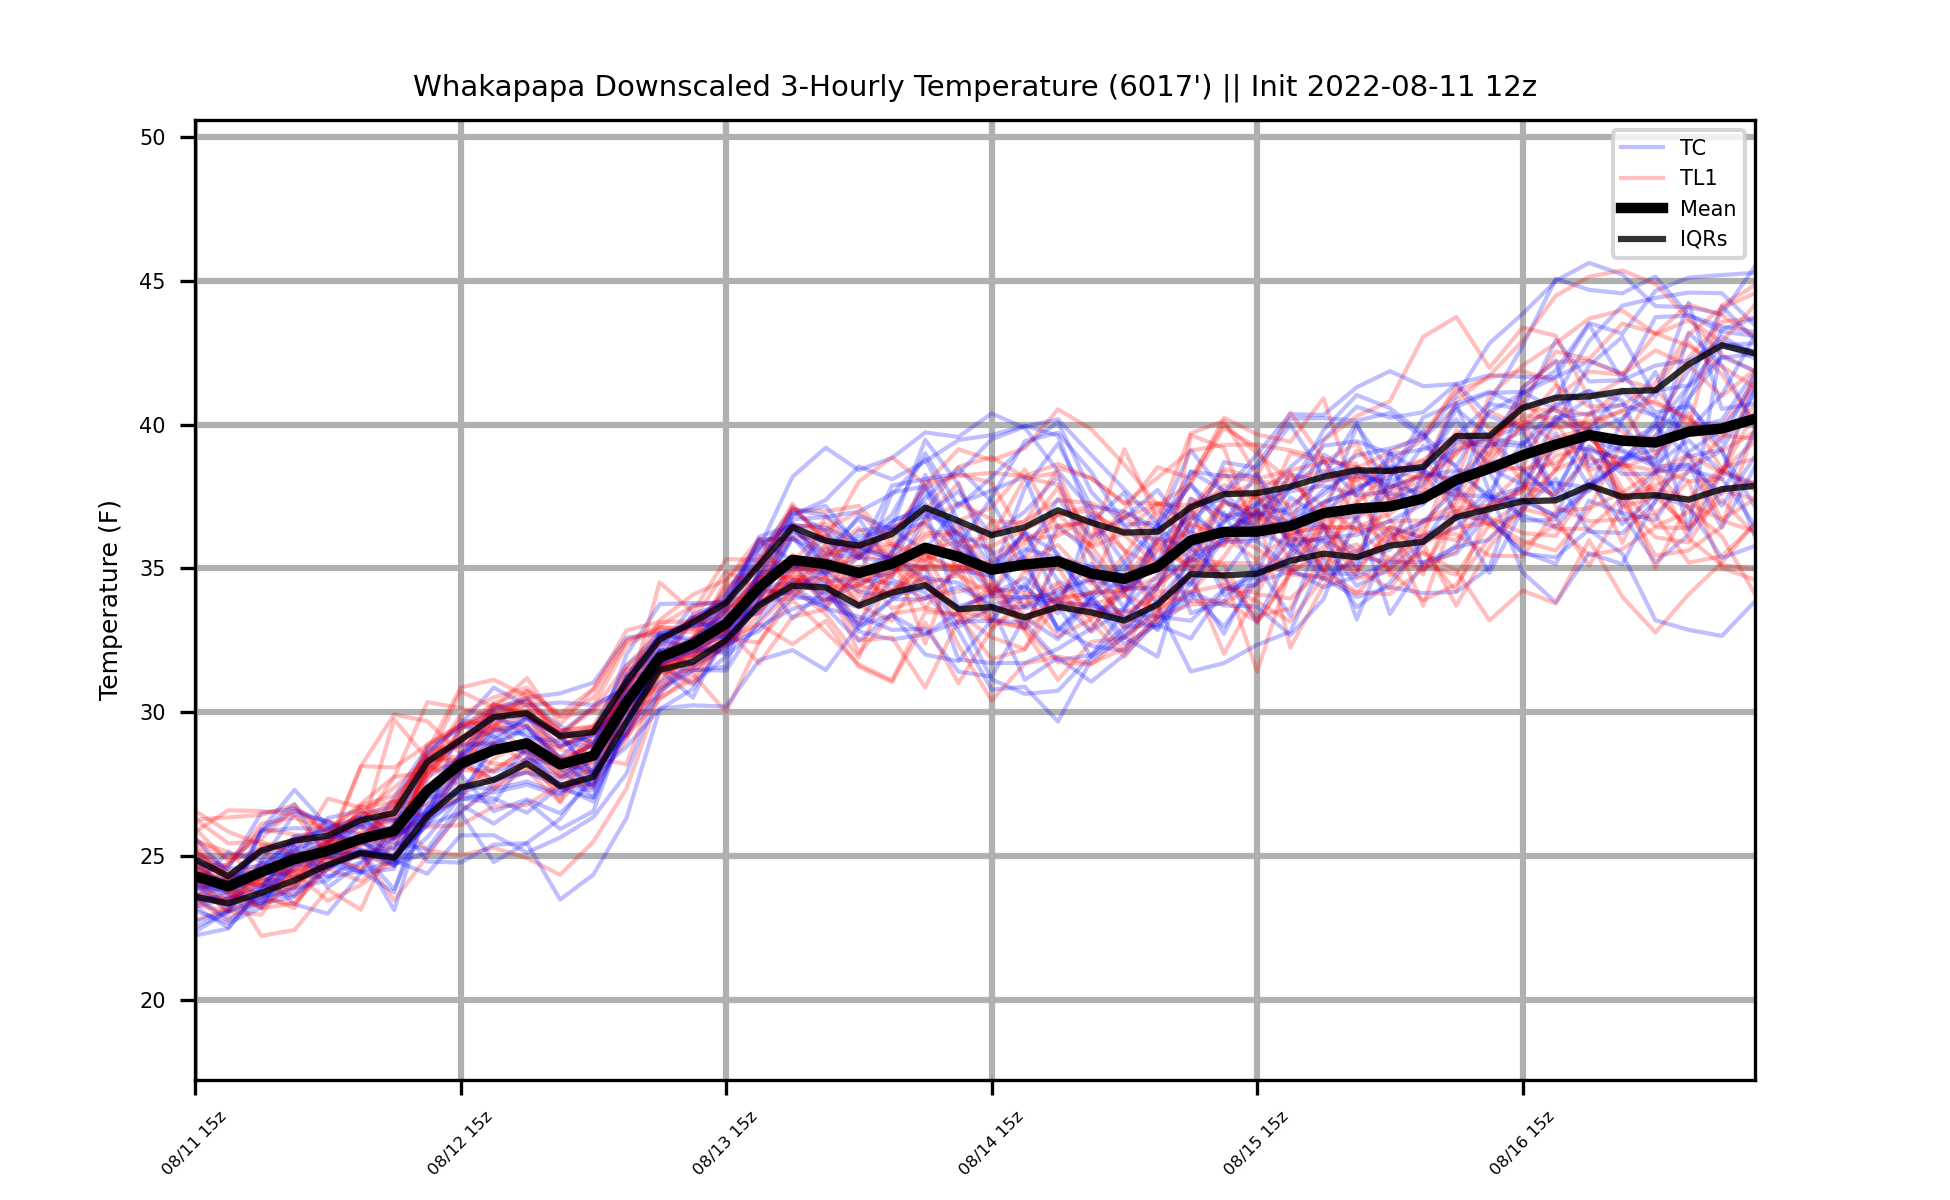 Whakapapa Downscaled 3-Hourly Temperature (6017') || Init 2022-08-11 12z
TC
TL1
Mean
IQRs
Temperature (F)
50
45
40
35
30
25
20
08/11 15z
08/12 15z
08/13 15z
08/14 15z
08/15 15z
08/16 15z